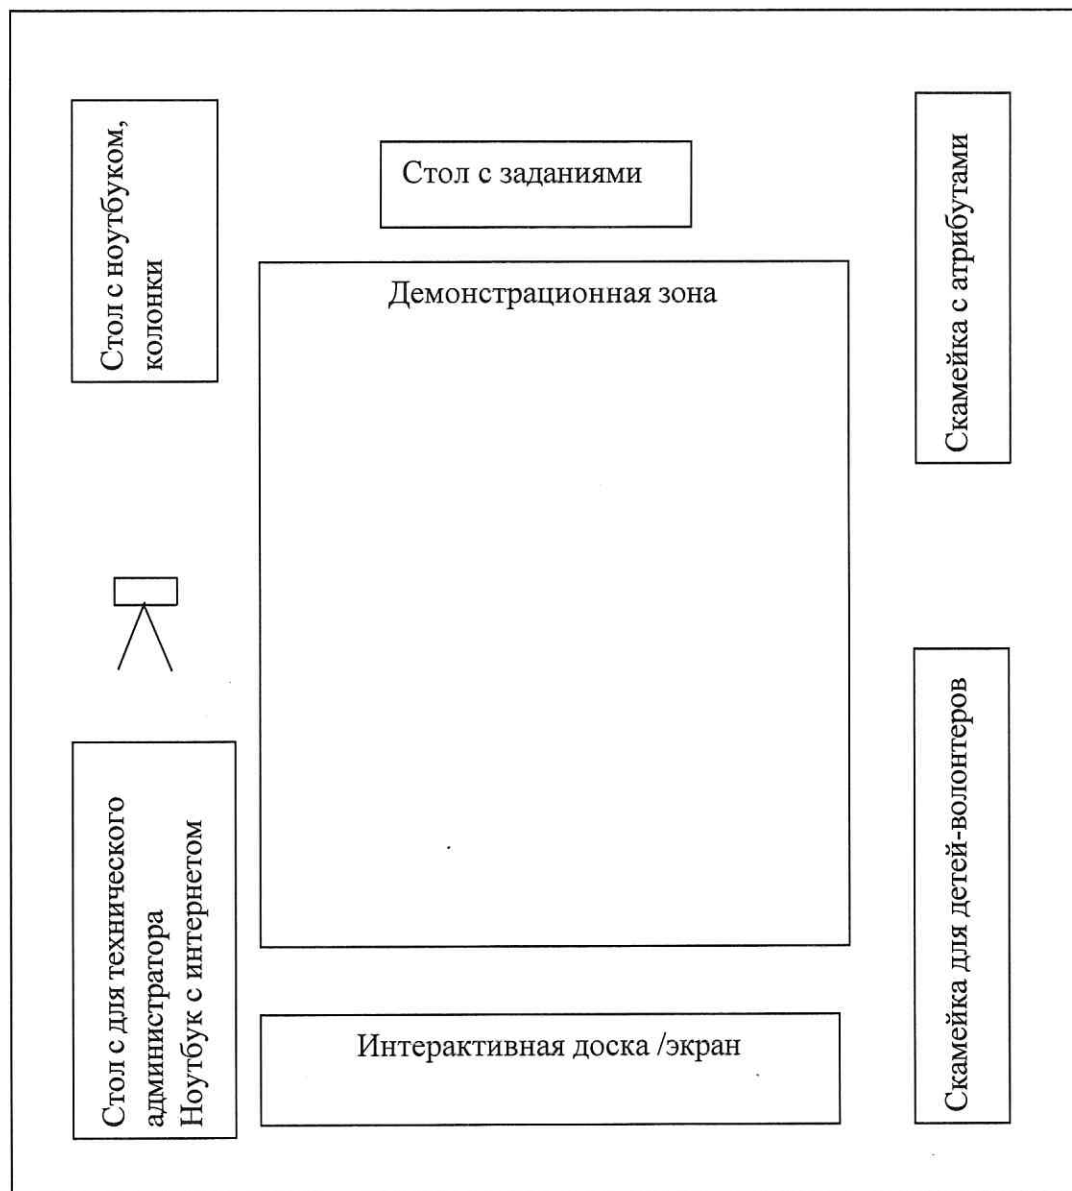 Стол с ноутбуком,
колонки
Стол с заданиями
Скамейка с атрибутами
Демонстрационная зона
Стол с для технического
администратора
Ноутбук с интернетом
Интерактивная доска /экран
Скамейка для детей-волонтеров